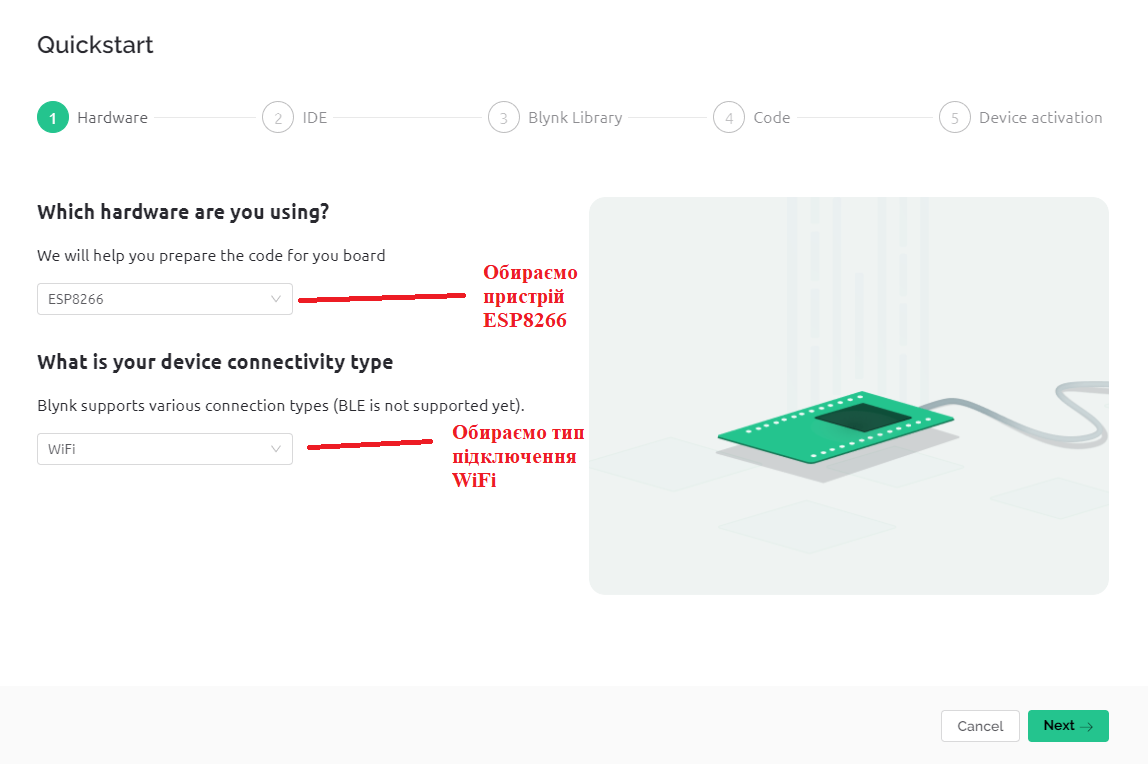 Quickstart
1 Hardware 2 IDE 3 Blynk Library 4 Code 5 Device activation
Which hardware are you using?
We will help you prepare the code for you board
ESP8266
Обираємо
пристрій
ESP8266
What is your device connectivity type
Blynk supports various connection types (BLE is not supported yet).
WiFi
Обираємо тип
підключення
WiFi
Cancel Next →